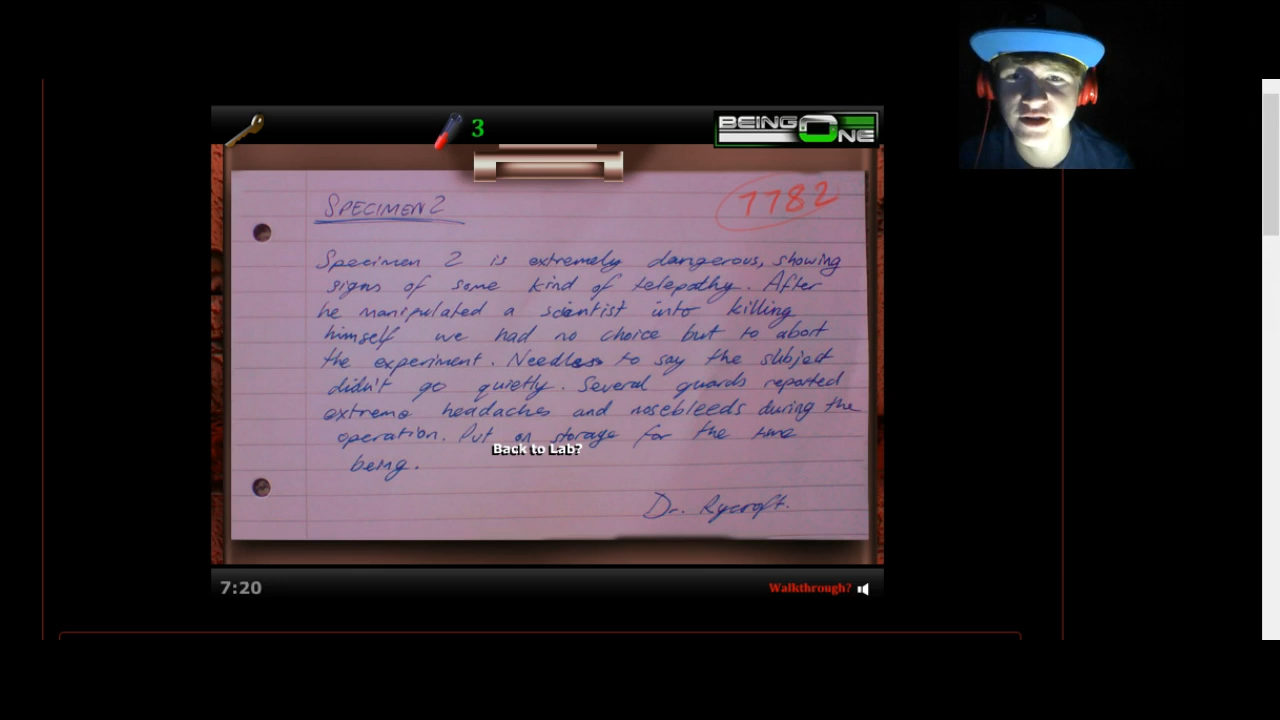 3
BEING ONE
SPECIMEN 2
7782
Specimen 2 is extremely dangerous, showing
signs of some kind of telepathy. After
he manipulated a scientist into killing
himself we had no choice but to abort
the experiment. Needless to say the subject
didn't go quietly. Several guards reported
extreme headaches and nosebleeds during the
operation. Put on storage for the time
Back to Lab?
being.
Dr. Rycroft.
7:20
Walkthrough?